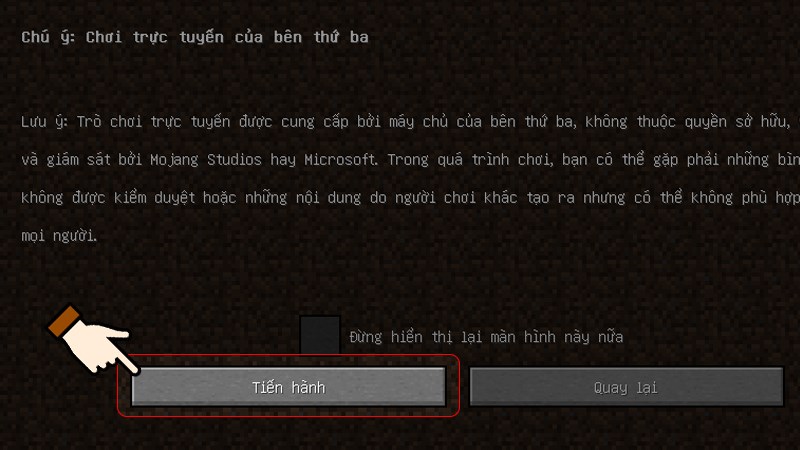 Chú ý: Chơi trực tuyến của bên thứ ba
Lưu ý: Trò chơi trực tuyến được cung cấp bởi máy chủ của bên thứ ba, không thuộc quyền sở hữu,
và giám sát bởi Mojang Studios hay Microsoft. Trong quá trình chơi, bạn có thể gặp phải những
không được kiểm duyệt hoặc những nội dung do người chơi khác tạo ra nhưng có thể không phù hợp
mọi người.
Đừng hiển thị lại màn hình này nữa
Tiến hành
Quay lại